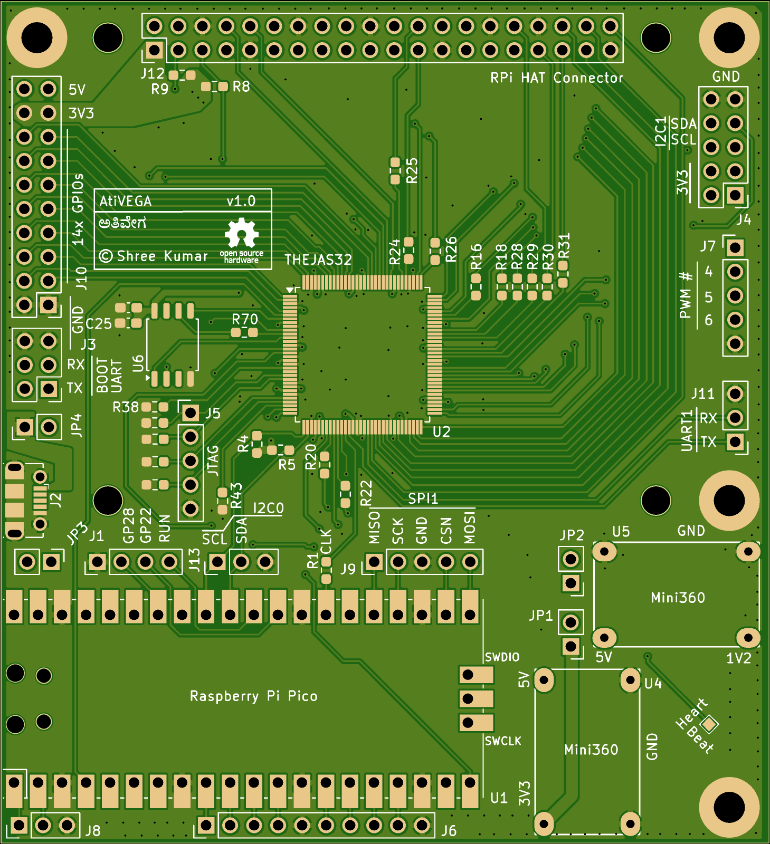 J12
R9
R8
RPi HAT Connector
5V
3V3
14x GPIOs
J10
GND
GND
I2C1
SDA
SCL
3V3
J4
R25
AtiVEGA v1.0
ಅತಿವೇಗ
© Shree Kumar
open source
hardware
THEJAS32
R24
R26
R16
R18
R28
R29
R30
R31
J7
PWM #
4
5
6
C25
R70
U6
J3
RX
TX
BOOT
UART
J11
RX
TX
UART1
R38
J5
JTAG
JP4
U2
R4
R5
R20
R22
R43
J2
JP3
J1
GP28
GP22
RUN
J13
SCL
SDA
I2C0
R1
CLK
J9
SPI1
MISO
SCK
GND
CSN
MOSI
JP2
U5
GND
Mini360
JP1
5V
1V2
SWDIO
SWCLK
Raspberry Pi Pico
5V
U4
Mini360
GND
3V3
Heart
Beat
U1
J8
J6